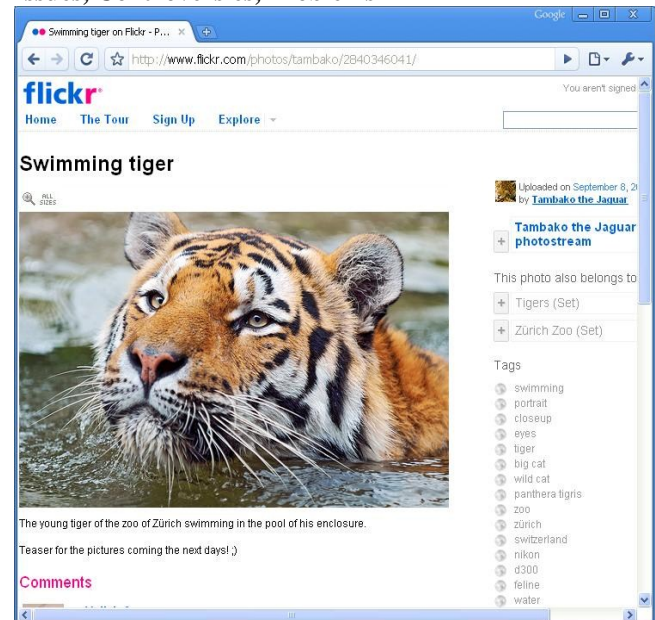 Google
Swimming tiger on Flickr - P...
http://www.flickr.com/photos/tambako/2840346041/
flickr
You aren't signed
Home The Tour Sign Up Explore
Swimming tiger
ALL SIZES
Uploaded on September 8, 20
by Tambako the Jaguar
Tambako the Jaguar
photostream
This photo also belongs to
Tigers (Set)
Zürich Zoo (Set)
Tags
swimming
portrait
closeup
eyes
tiger
big cat
wild cat
panthera tigris
zoo
zürich
switzerland
nikon
d300
feline
water
The young tiger of the zoo of Zürich swimming in the pool of his enclosure.
Teaser for the pictures coming the next days! ;)
Comments